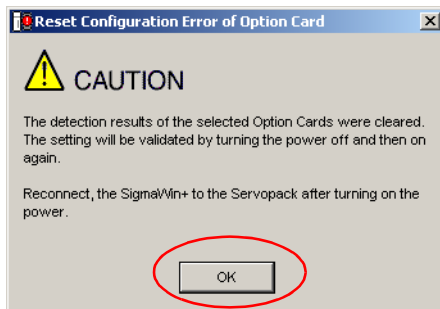 Reset Configuration Error of Option Card
CAUTION
The detection results of the selected Option Cards were cleared.
The setting will be validated by turning the power off and then on
again.
Reconnect, the SigmaWin+ to the Servopack after turning on the
power.
OK